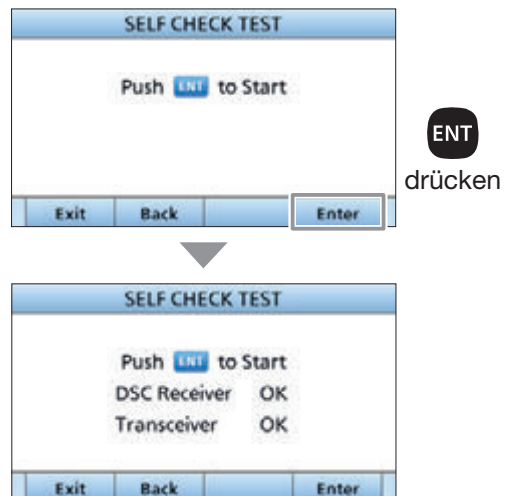 SELF CHECK TEST
Push ENT to Start
ENT
drücken
Exit Back Enter
SELF CHECK TEST
Push ENT to Start
DSC Receiver OK
Transceiver OK
Exit Back Enter